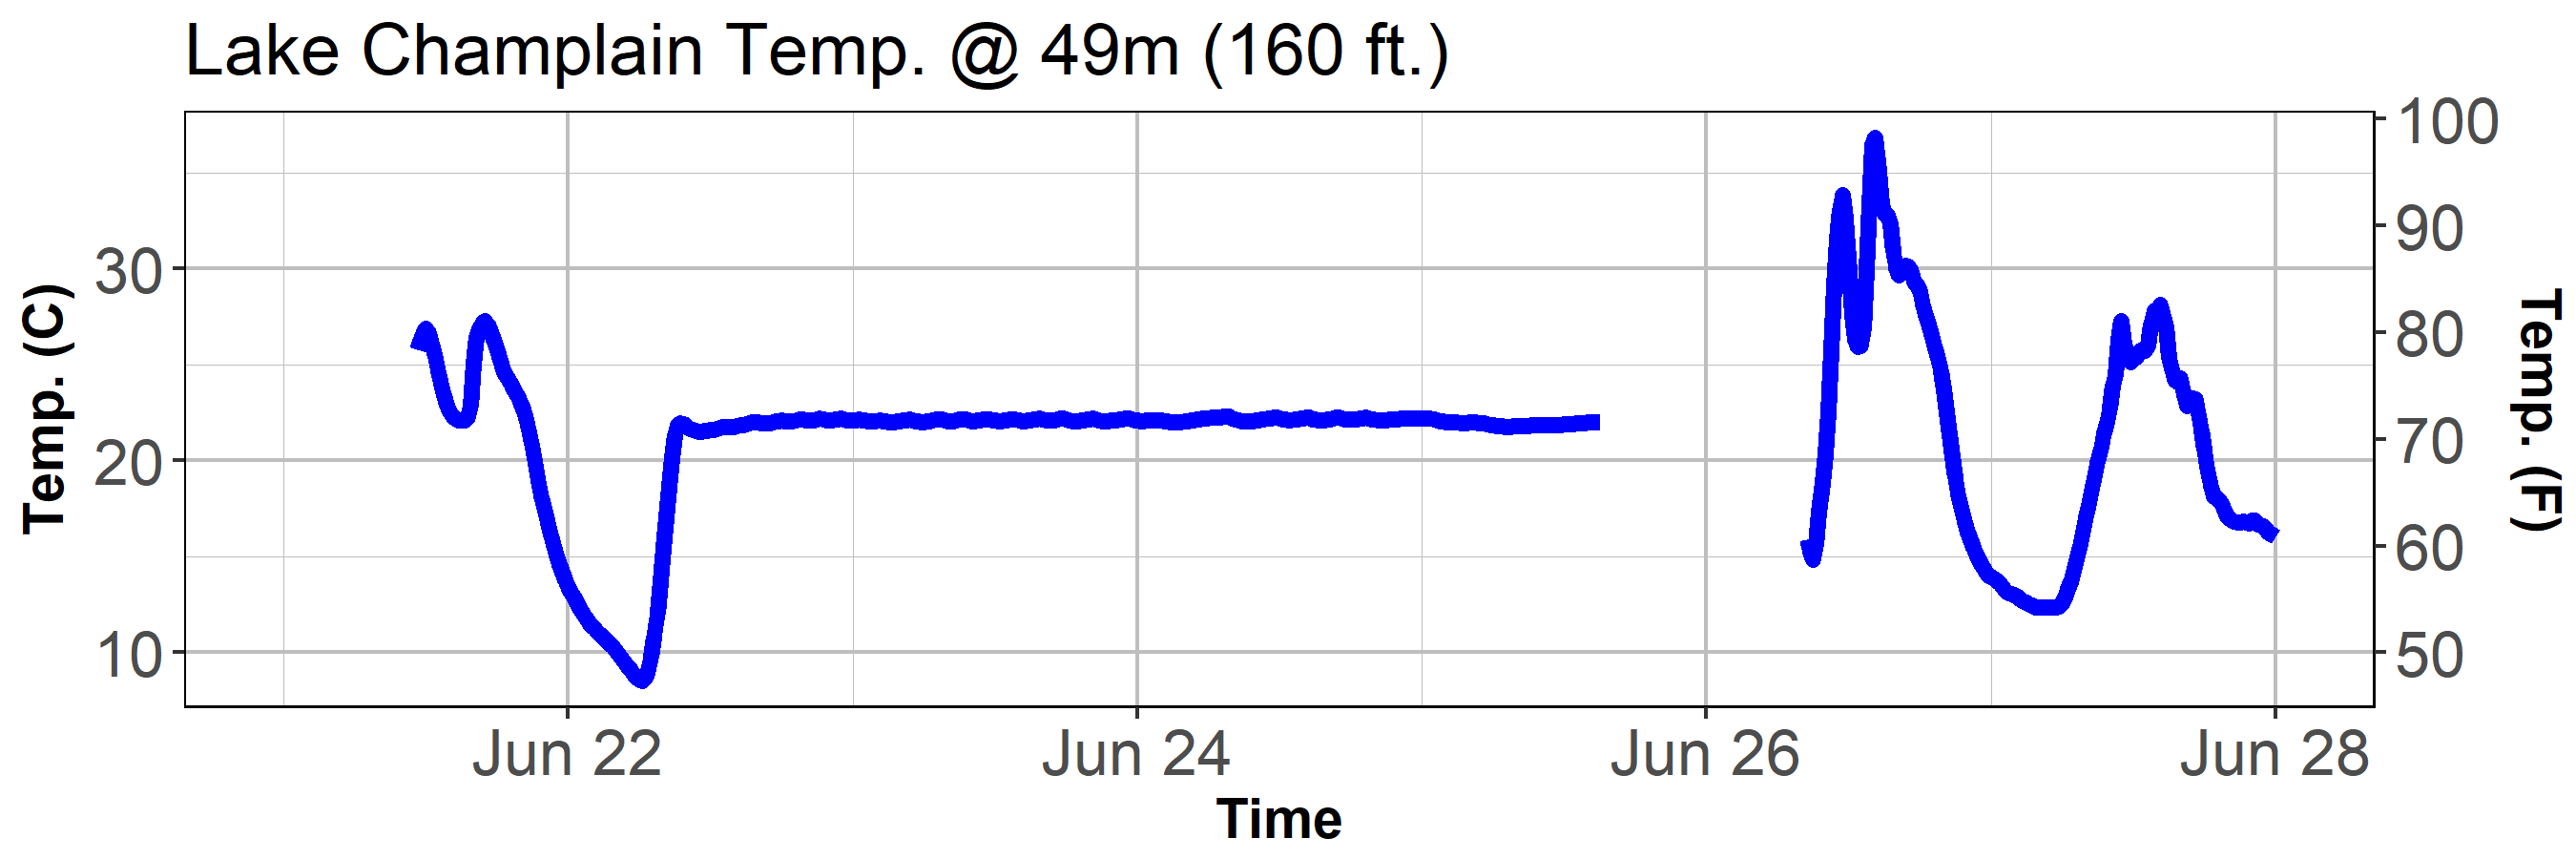 Lake Champlain Temp. @ 49m (160 ft.)
Temp. (C)
30
20
10
100
90
80
70
60
50
Temp. (F)
Jun 22
Jun 24
Jun 26
Jun 28
Time